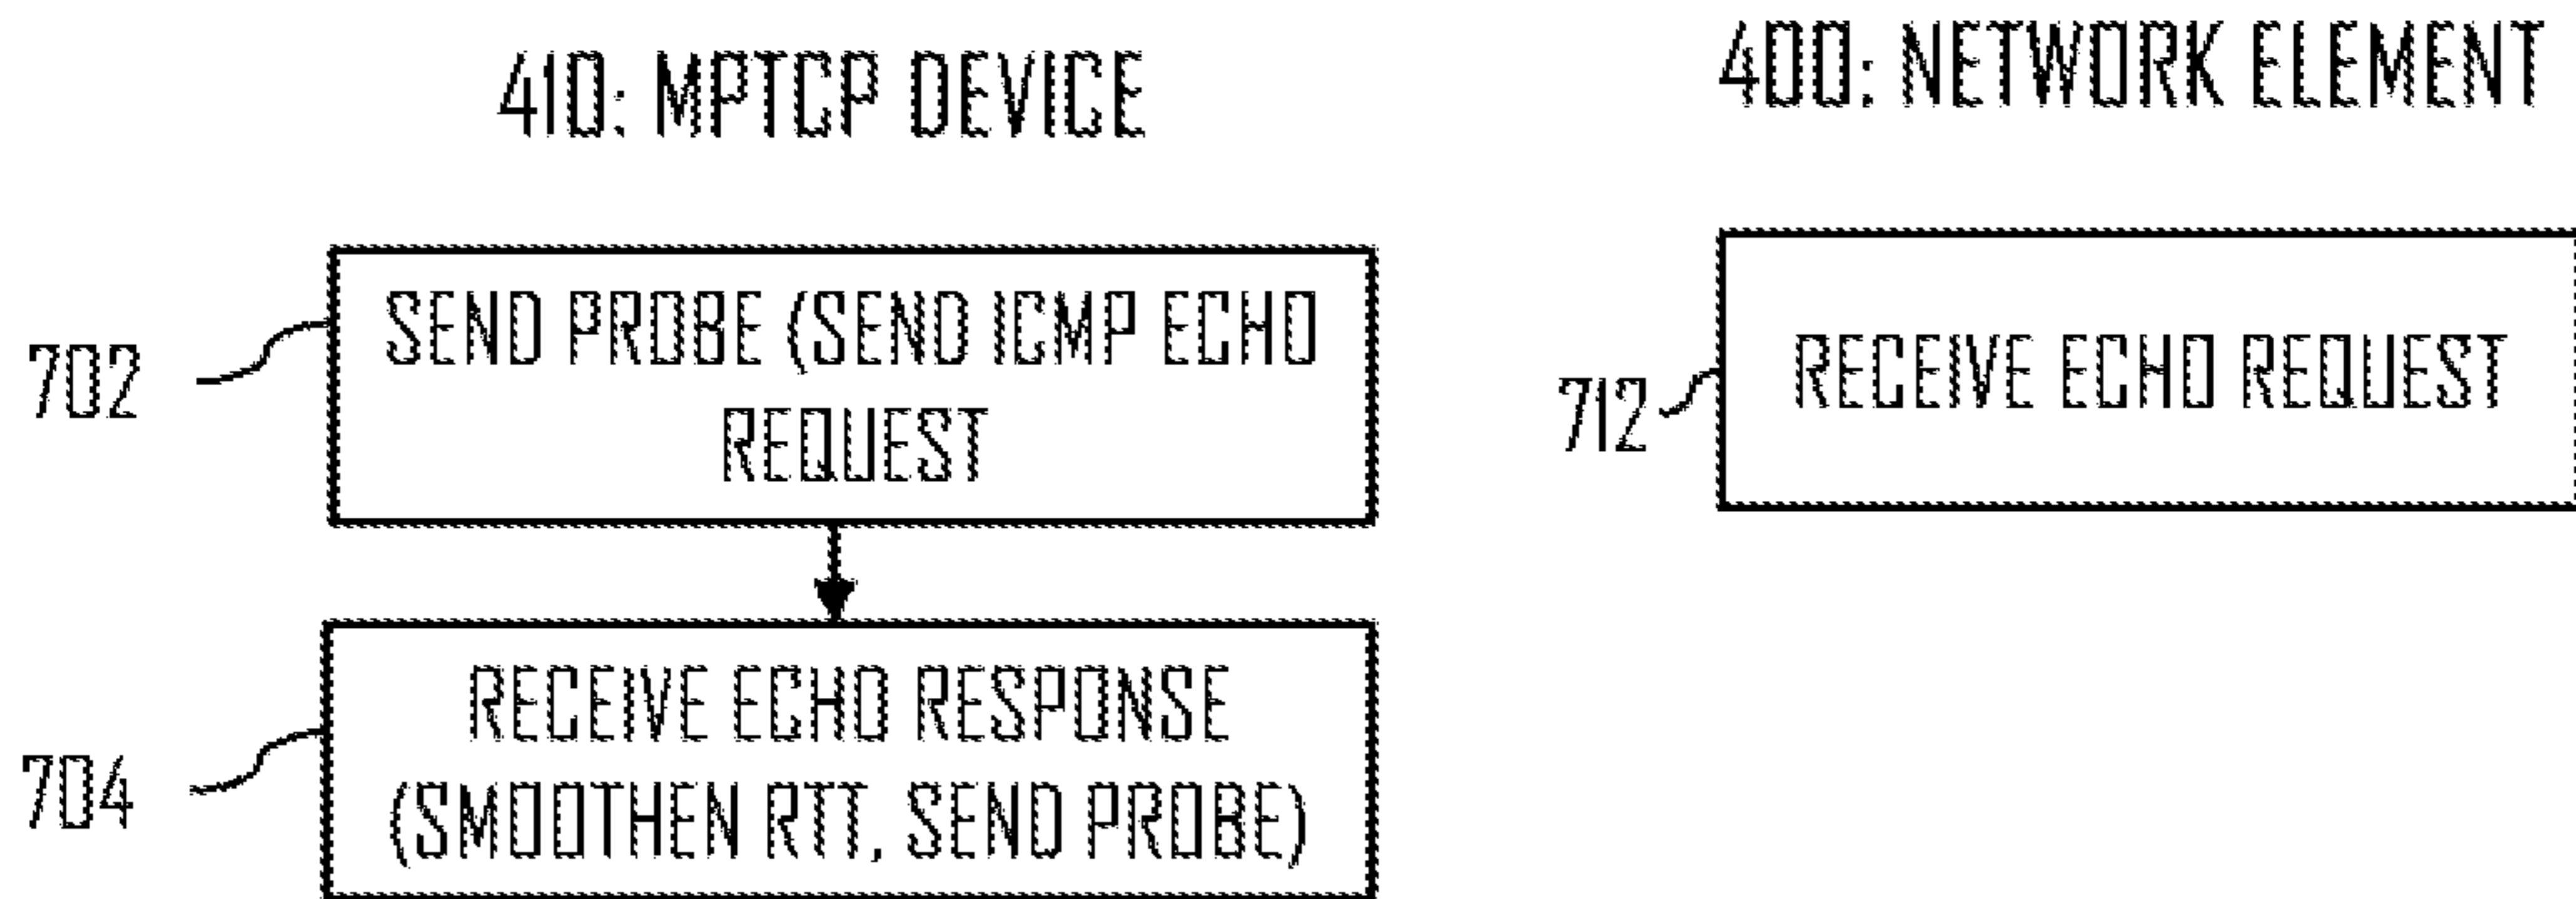 410: MPTCP DEVICE
702
SEND PROBE (SEND ICMP ECHO
REQUEST
704
RECEIVE ECHO RESPONSE
(SMOOTHEN RTT, SEND PROBE)
400: NETWORK ELEMENT
712
RECEIVE ECHO REQUEST